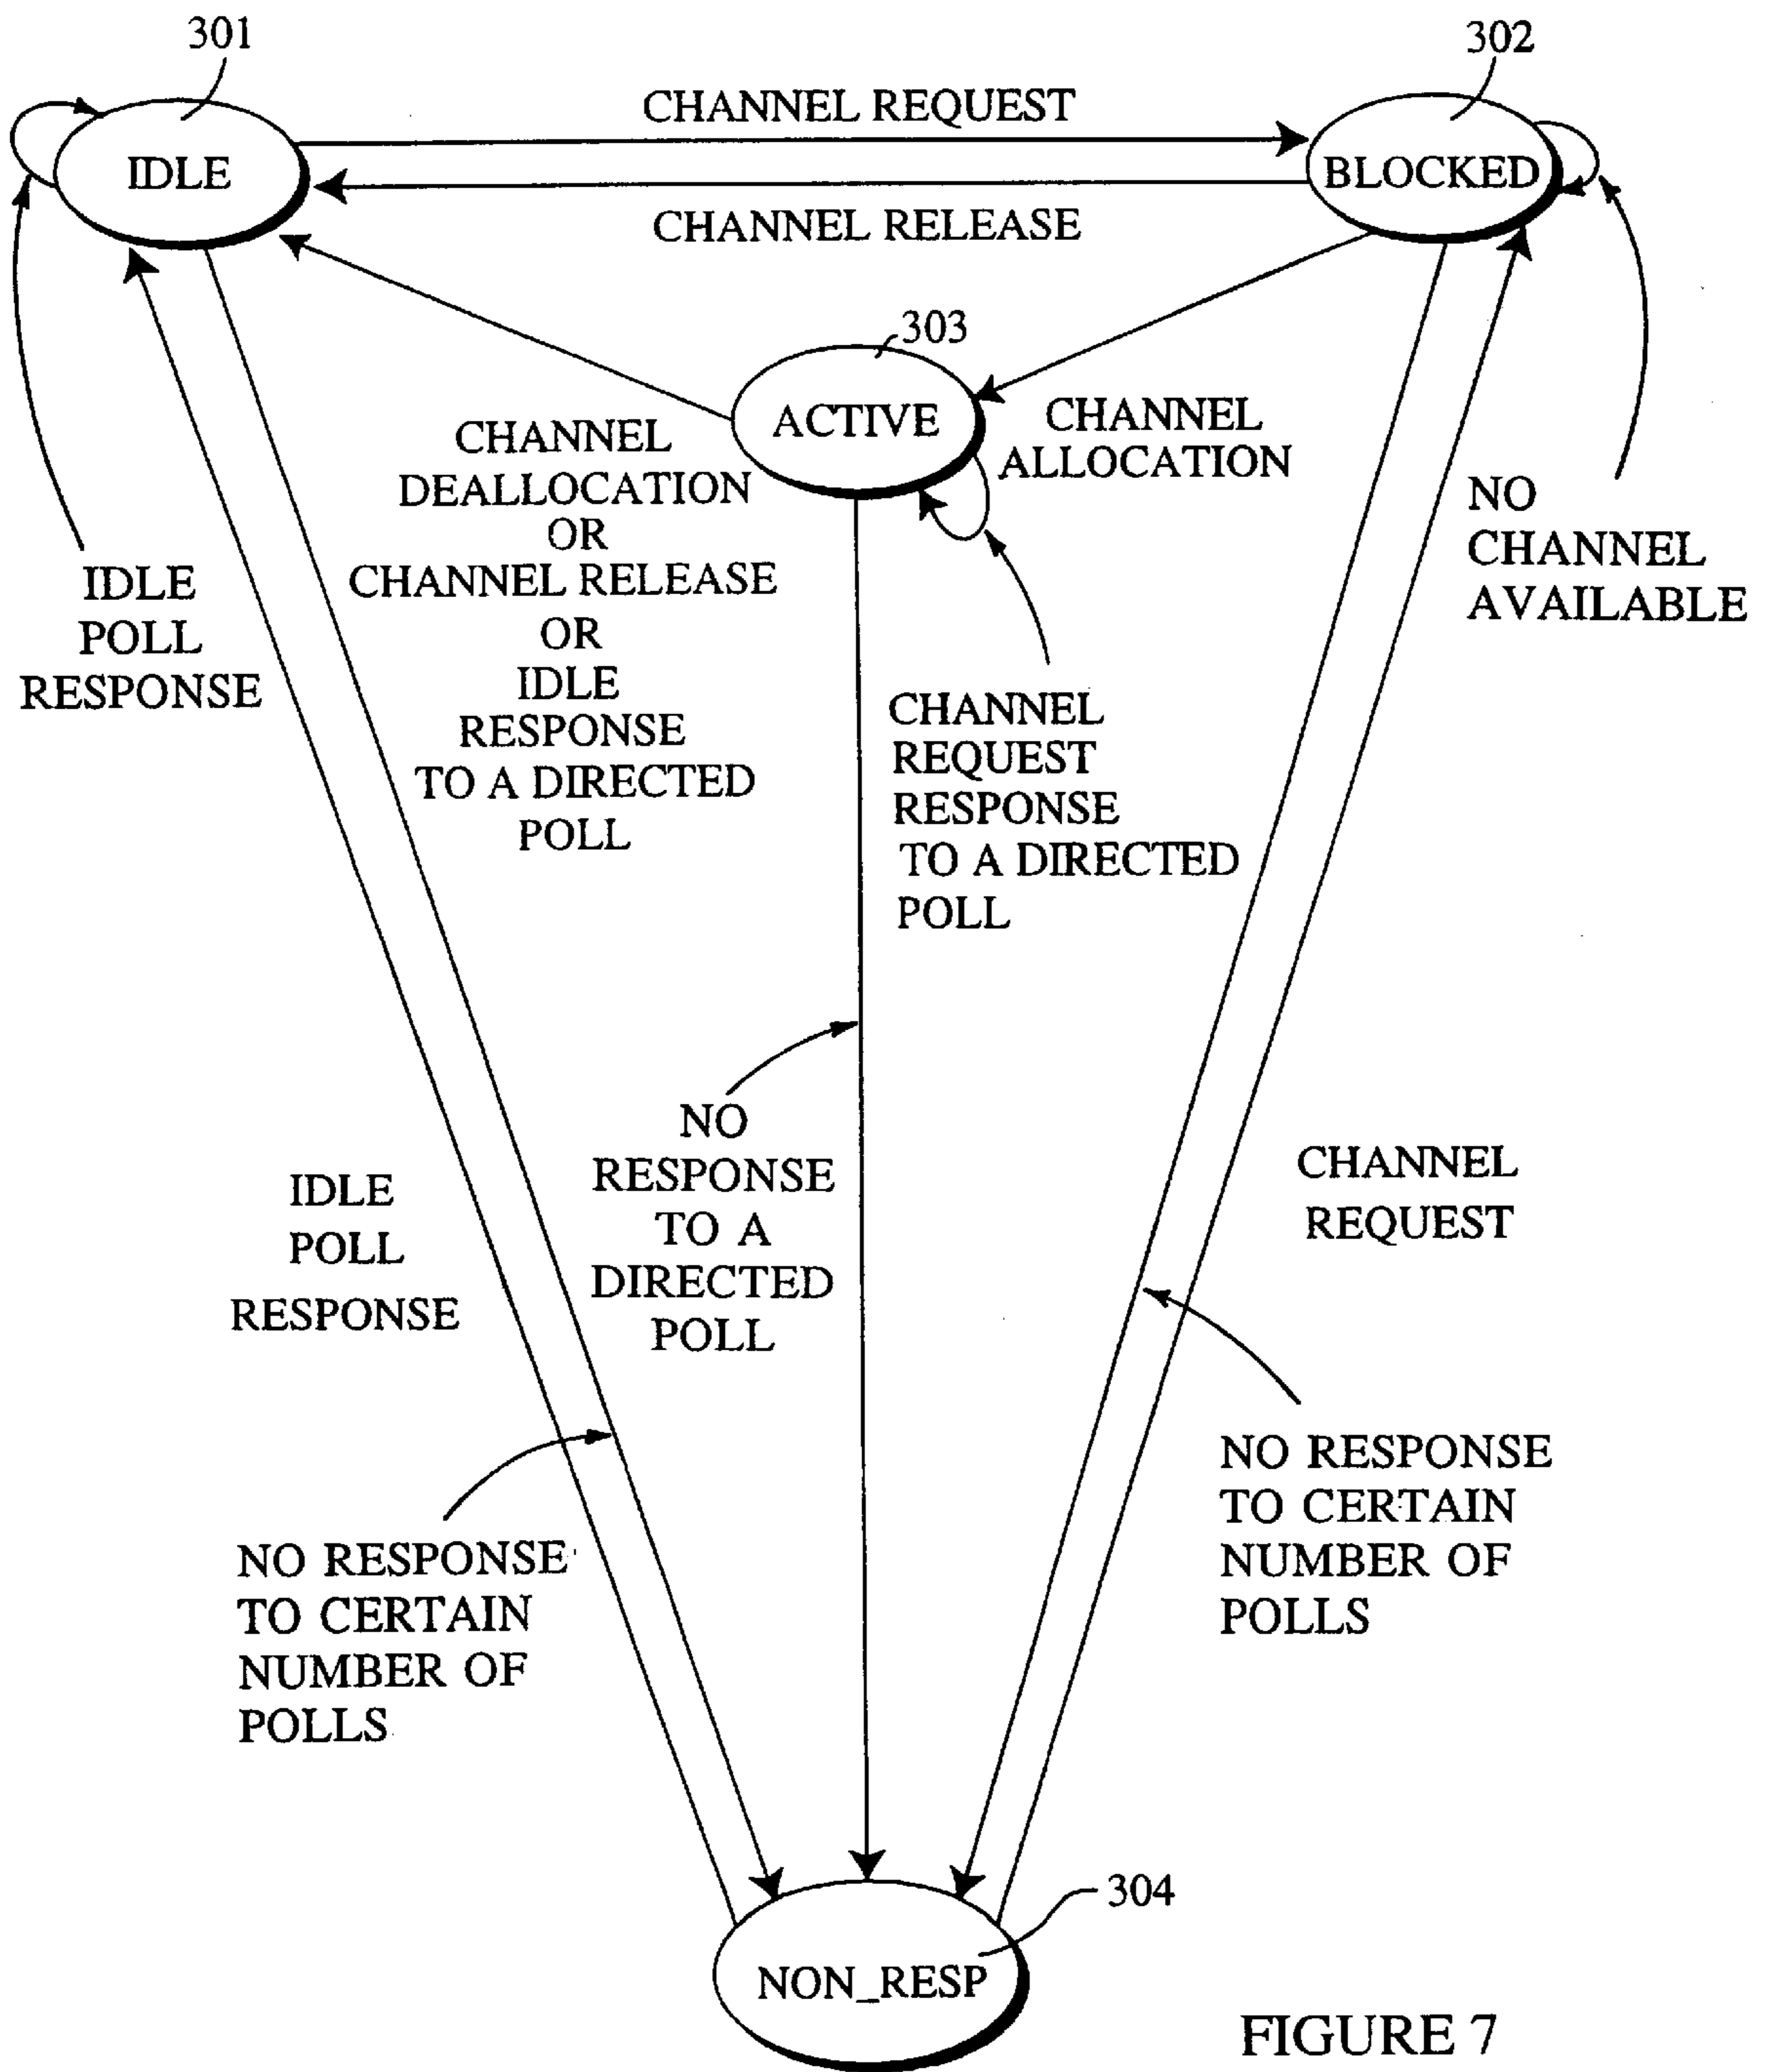 301
302
CHANNEL REQUEST
IDLE
BLOCKED
CHANNEL RELEASE
303
ACTIVE
CHANNEL
ALLOCATION
CHANNEL
DEALLOCATION
OR
CHANNEL RELEASE
OR
IDLE
RESPONSE
TO A DIRECTED
POLL
NO
CHANNEL
AVAILABLE
IDLE
POLL
RESPONSE
CHANNEL
REQUEST
RESPONSE
TO A DIRECTED
POLL
NO
RESPONSE
TO A
DIRECTED
POLL
IDLE
POLL
RESPONSE
CHANNEL
REQUEST
NO RESPONSE
TO CERTAIN
NUMBER OF
POLLS
NO RESPONSE
TO CERTAIN
NUMBER OF
POLLS
304
NON_RESP
FIGURE 7